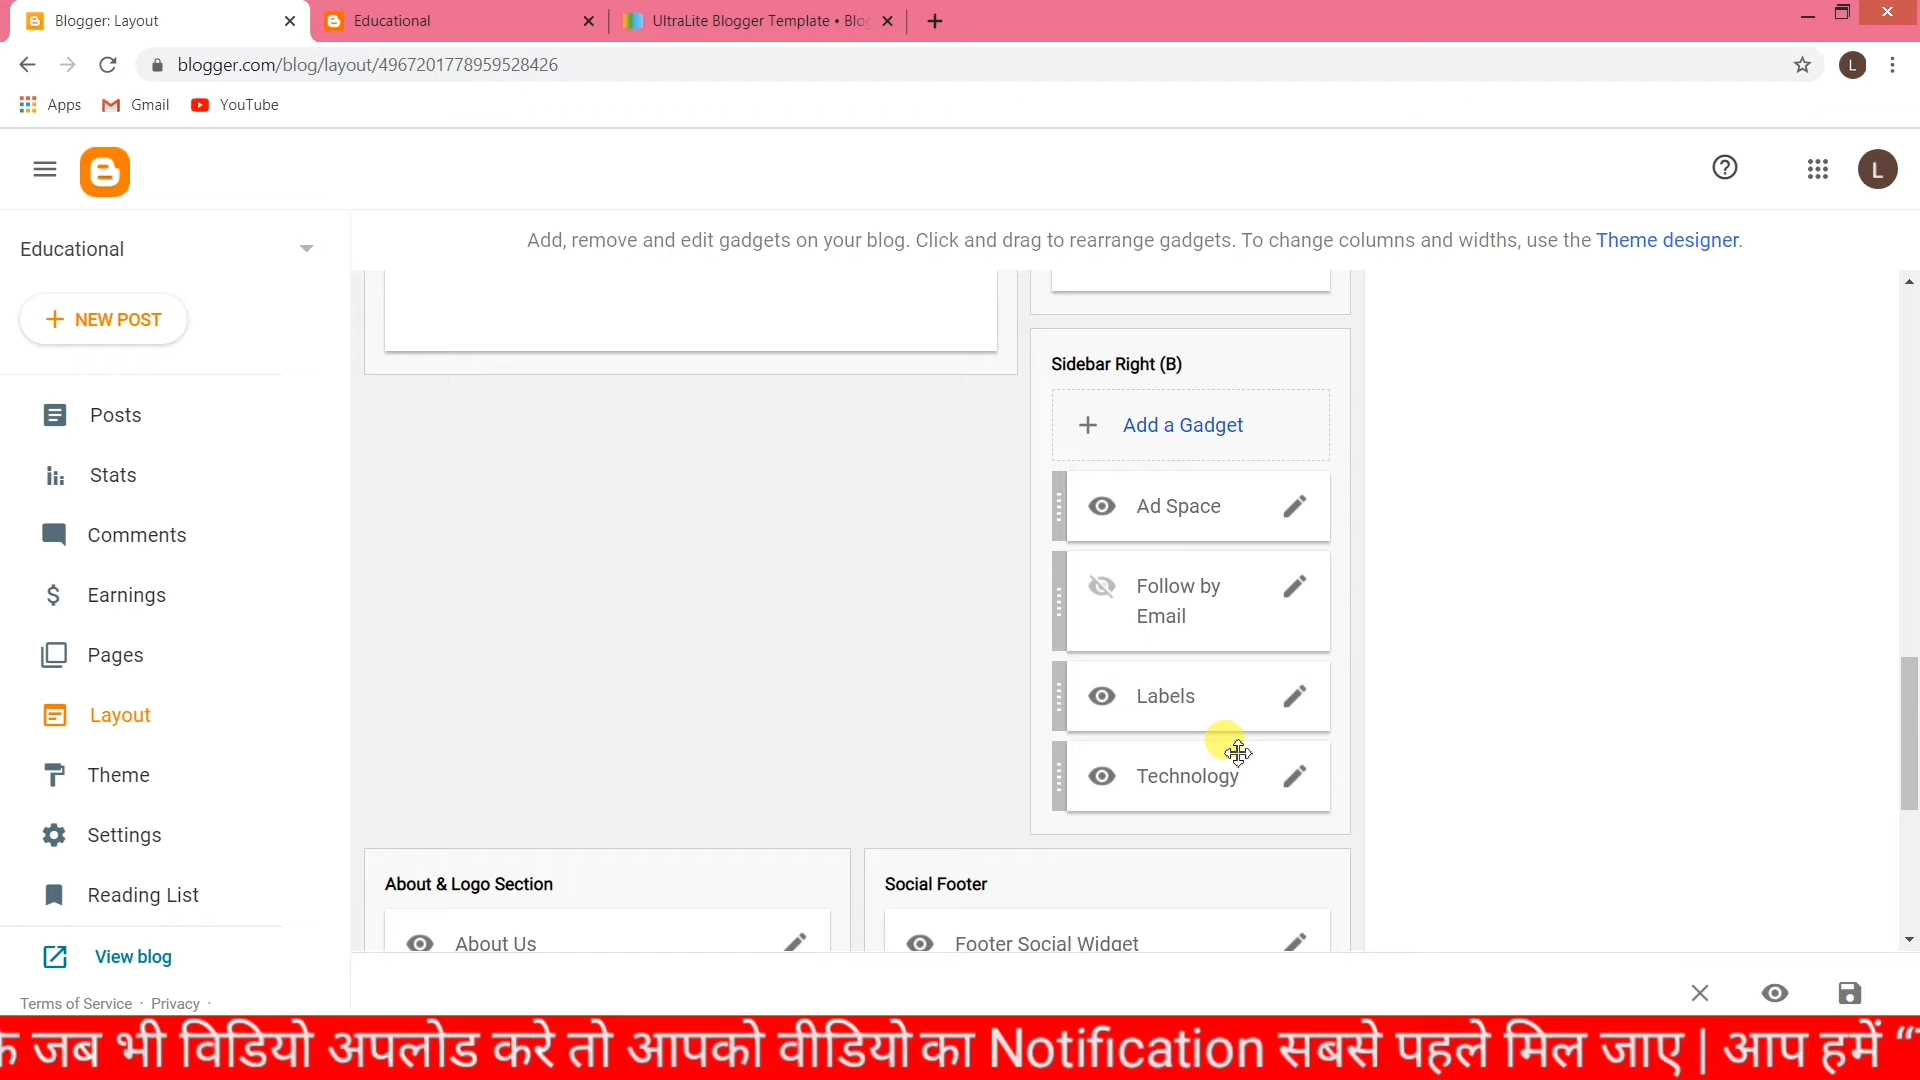 Blogger: Layout
Educational
UltraLite Blogger Template • Blo
blogger.com/blog/layout/4967201778959528426
L
Apps
Gmail
YouTube
L
Educational
Add, remove and edit gadgets on your blog. Click and drag to rearrange gadgets. To change columns and widths, use the Theme designer.
NEW POST
Posts
Stats
Comments
Earnings
Pages
Layout
Theme
Settings
Reading List
View blog
Terms of Service · Privacy ·
Sidebar Right (B)
Add a Gadget
Ad Space
Follow by
Email
Labels
Technology
About & Logo Section
About Us
Social Footer
Footer Social Widget
जब भी विडियो अपलोड करे तो आपको वीडियो का Notification सबसे पहले मिल जाए | आप हमें “